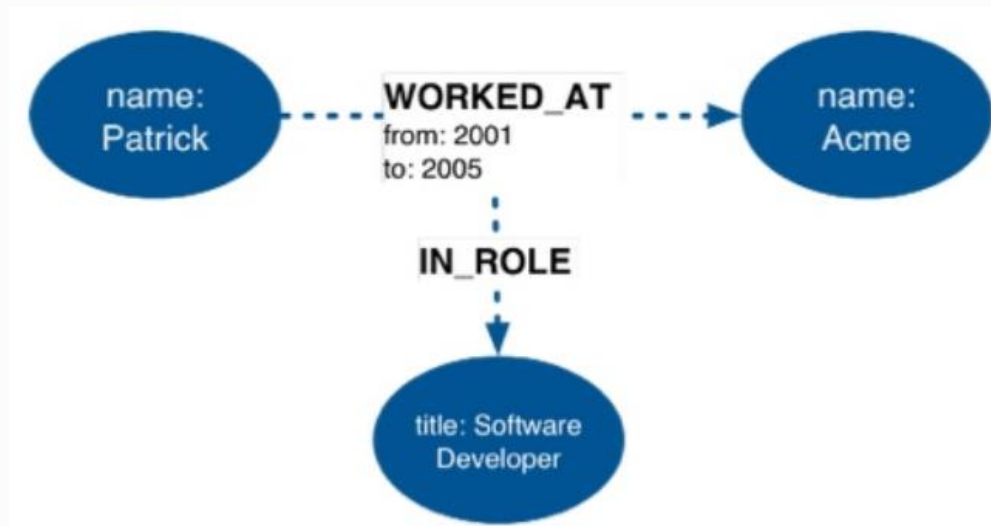 name:
Patrick
WORKED_AT
from: 2001
to: 2005
name:
Acme
IN_ROLE
title: Software
Developer